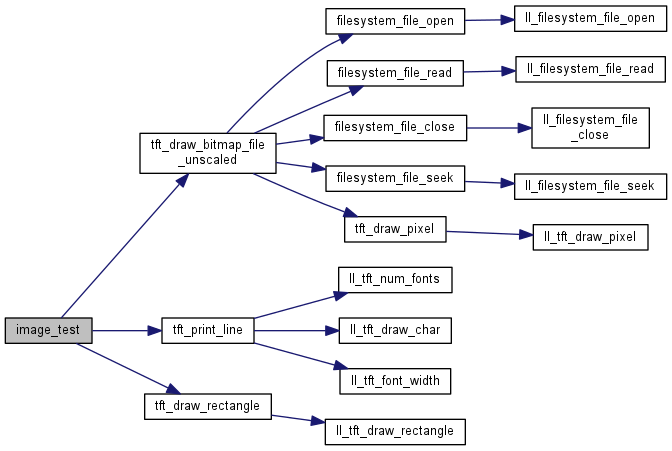 filesystem_file_open
ll_filesystem_file_open
filesystem_file_read
ll_filesystem_file_read
filesystem_file_close
ll_filesystem_file
_close
tft_draw_bitmap_file
_unscaled
filesystem_file_seek
ll_filesystem_file_seek
tft_draw_pixel
ll_tft_draw_pixel
ll_tft_num_fonts
image_test
tft_print_line
ll_tft_draw_char
ll_tft_font_width
tft_draw_rectangle
ll_tft_draw_rectangle